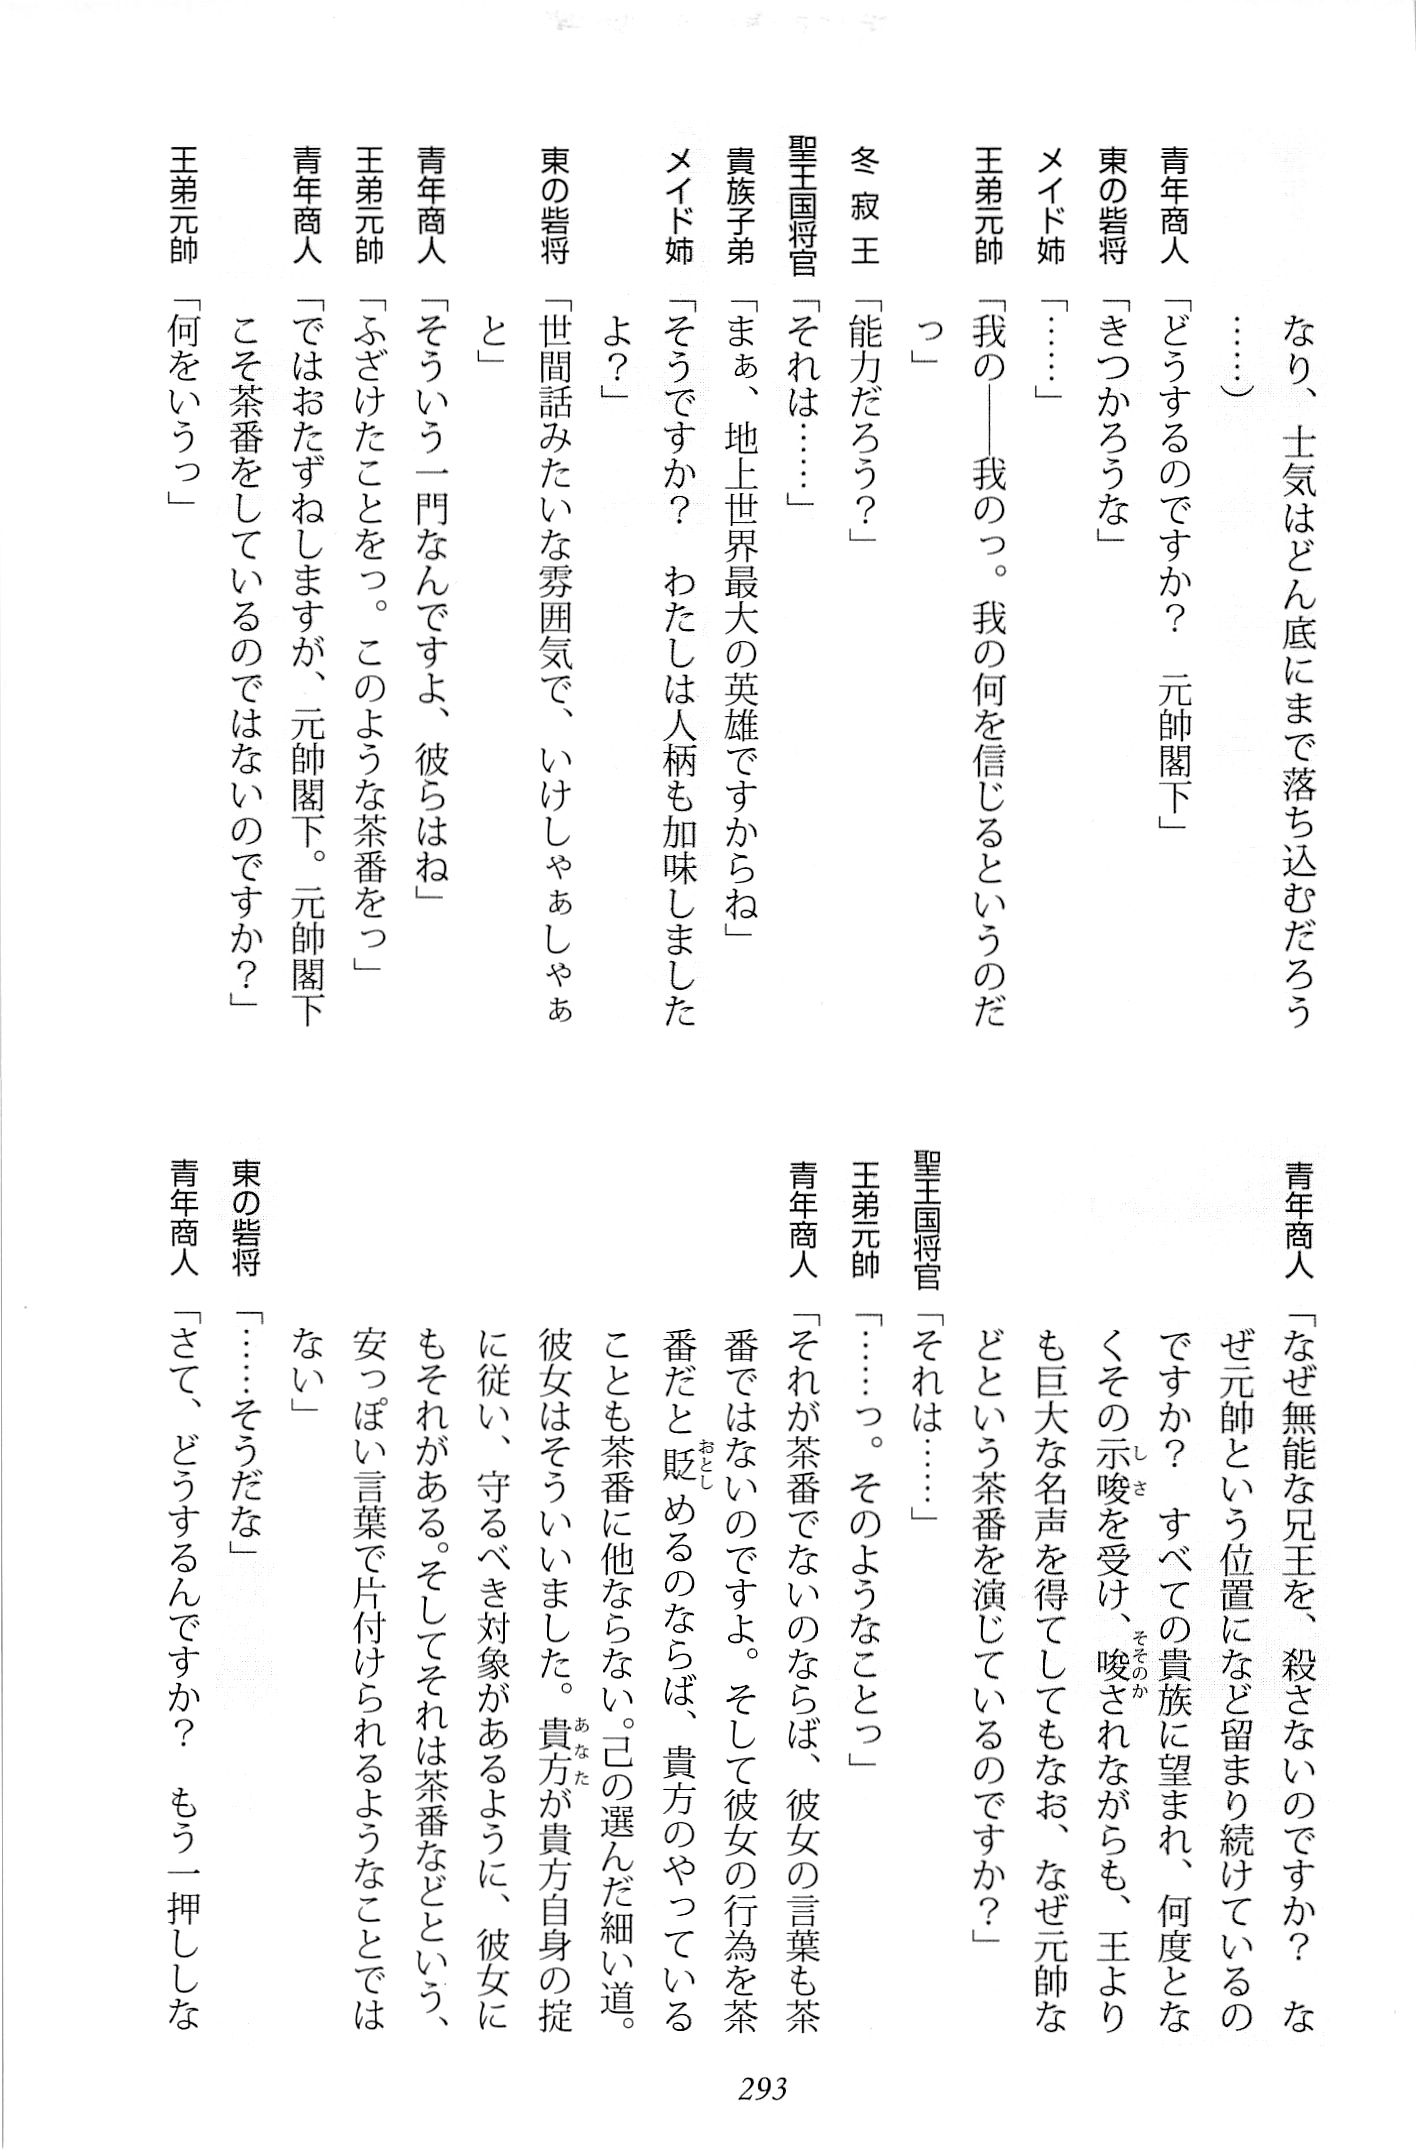 なり、士気はどん底にまで落ち込むだろう
……）
青年商人「どうするのですか？　元帥閣下」
東の砦将「きつかろうな」
メイド姉「……」
王弟元帥「我の――我のっ。我の何を信じるというのだ
っ」
冬寂王「能力だろう？」
聖王国将官「それは……」
貴族子弟「まぁ、地上世界最大の英雄ですからね」
メイド姉「そうですか？　わたしは人柄も加味しました
よ？」
東の砦将「世間話みたいな雰囲気で、いけしゃぁしゃぁ
と」
青年商人「そういう一門なんですよ、彼らはね」
王弟元帥「ふざけたことをっ。このような茶番をっ」
青年商人「ではおたずねしますが、元帥閣下。元帥閣下
こそ茶番をしているのではないのですか？」
王弟元帥「何をいうっ」
青年商人「なぜ無能な兄王を、殺さないのですか？　な
ぜ元帥という位置になど留まり続けているの
ですか？　すべての貴族に望まれ、何度とな
くその示唆を受け、唆されながらも、王より
も巨大な名声を得てしてもなお、なぜ元帥な
どという茶番を演じているのですか？」
聖王国将官「それは……」
王弟元帥「……っ。そのようなことっ」
青年商人「それが茶番でないのならば、彼女の言葉も茶
番ではないのですよ。そして彼女の行為を茶
番だと貶めるのならば、貴方のやっている
ことも茶番に他ならない。己の選んだ細い道。
彼女はそういいました。貴方が貴方自身の掟
に従い、守るべき対象があるように、彼女に
もそれがある。そしてそれは茶番などという、
安っぽい言葉で片付けられるようなことでは
ない」
東の砦将「……そうだな」
青年商人「さて、どうするんですか？　もう一押しな
293